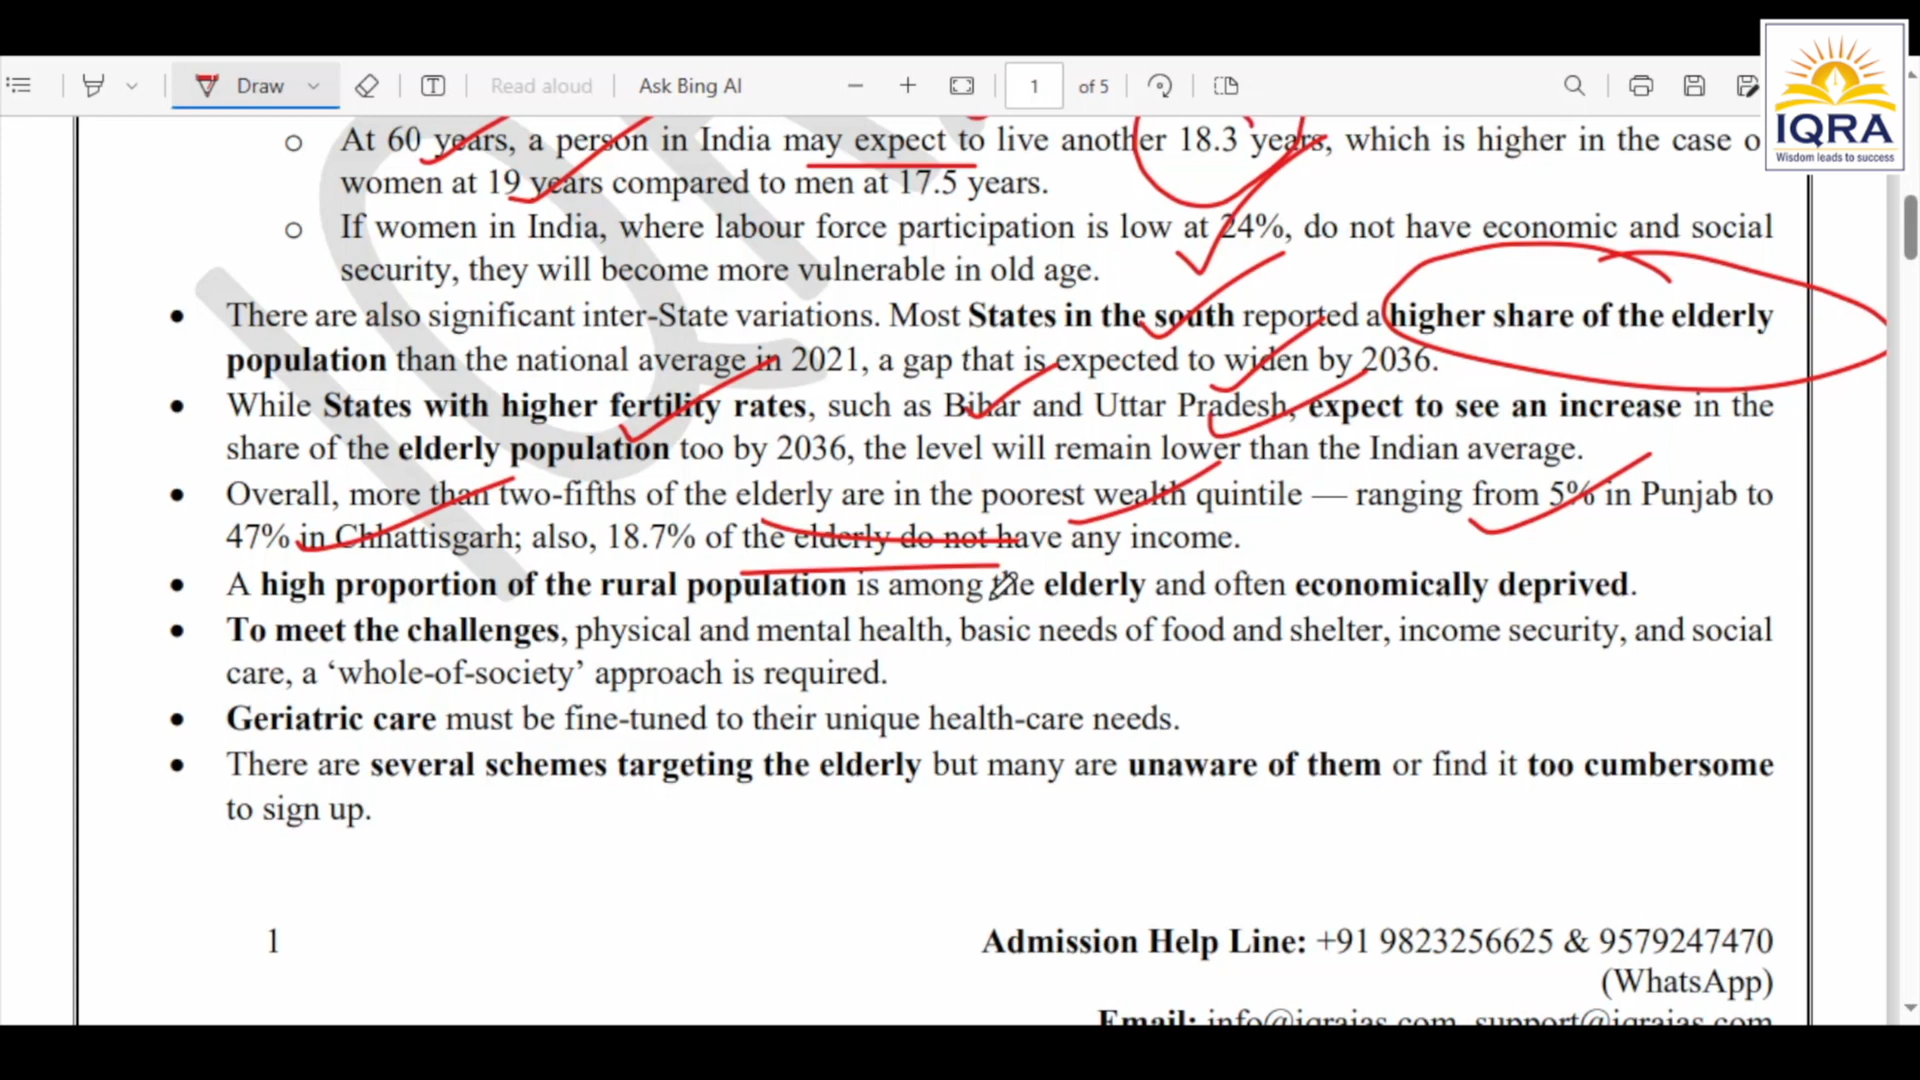 Draw
Read aloud
Ask Bing AI
1 of 5
IQRA
Wisdom leads to success
o At 60 years, a person in India may expect to live another 18.3 years, which is higher in the case o
women at 19 years compared to men at 17.5 years.
o If women in India, where labour force participation is low at 24%, do not have economic and social
security, they will become more vulnerable in old age.
• There are also significant inter-State variations. Most States in the south reported a higher share of the elderly
population than the national average in 2021, a gap that is expected to widen by 2036.
• While States with higher fertility rates, such as Bihar and Uttar Pradesh, expect to see an increase in the
share of the elderly population too by 2036, the level will remain lower than the Indian average.
• Overall, more than two-fifths of the elderly are in the poorest wealth quintile — ranging from 5% in Punjab to
47% in Chhattisgarh; also, 18.7% of the elderly do not have any income.
• A high proportion of the rural population is among the elderly and often economically deprived.
• To meet the challenges, physical and mental health, basic needs of food and shelter, income security, and social
care, a ‘whole-of-society’ approach is required.
• Geriatric care must be fine-tuned to their unique health-care needs.
• There are several schemes targeting the elderly but many are unaware of them or find it too cumbersome
to sign up.
1
Admission Help Line: +91 9823256625 & 9579247470
(WhatsApp)
Email: info@iqraias.com, support@iqraias.com